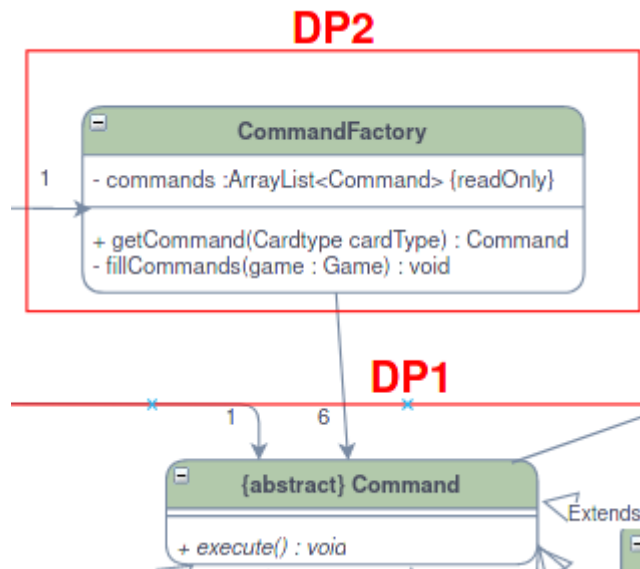 DP2
CommandFactory
1
- commands :ArrayList<Command> {readOnly}
+ getCommand(Cardtype cardType) : Command
- fillCommands(game : Game) : void
DP1
1
6
{abstract} Command
Extends
+ execute() : void